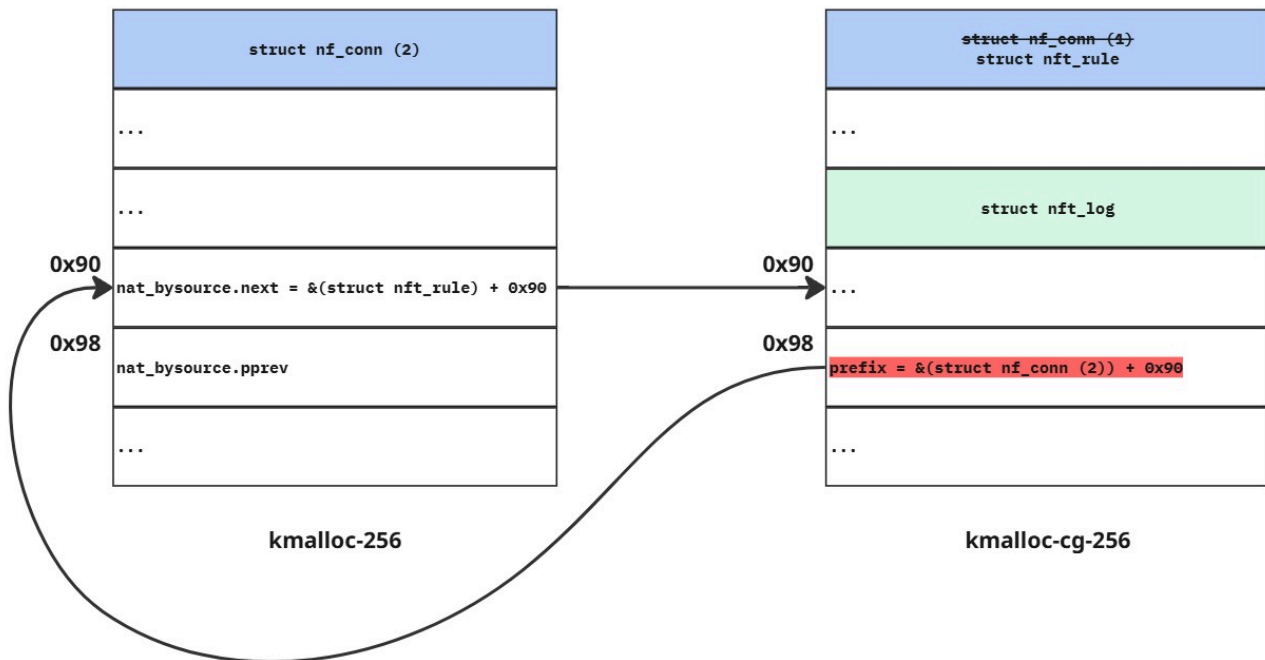 struct nf_conn (2)
...
...
0x90
nat_bysource.next = &(struct nft_rule) + 0x90
0x98
nat_bysource.pprev
...
kmalloc-256
struct nf_conn (1)
struct nft_rule
...
struct nft_log
0x90
...
0x98
prefix = &(struct nf_conn (2)) + 0x90
...
kmalloc-cg-256